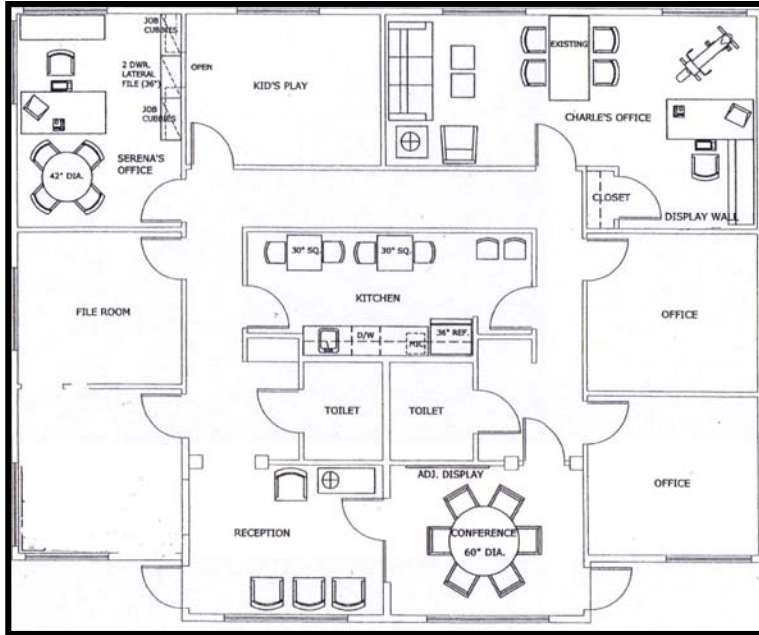 JOB
CUBBIES
2 DWR.
LATERAL
FILE (36")
OPEN
JOB
CUBBIES
KID'S PLAY
EXISTING
CHARLE'S OFFICE
SERENA'S
OFFICE
42" DIA.
CLOSET
DISPLAY WALL
30" SQ.
30" SQ.
KITCHEN
FILE ROOM
OFFICE
D/W
MIC.
36" REF.
TOILET
TOILET
ADJ. DISPLAY
OFFICE
RECEPTION
CONFERENCE
60" DIA.